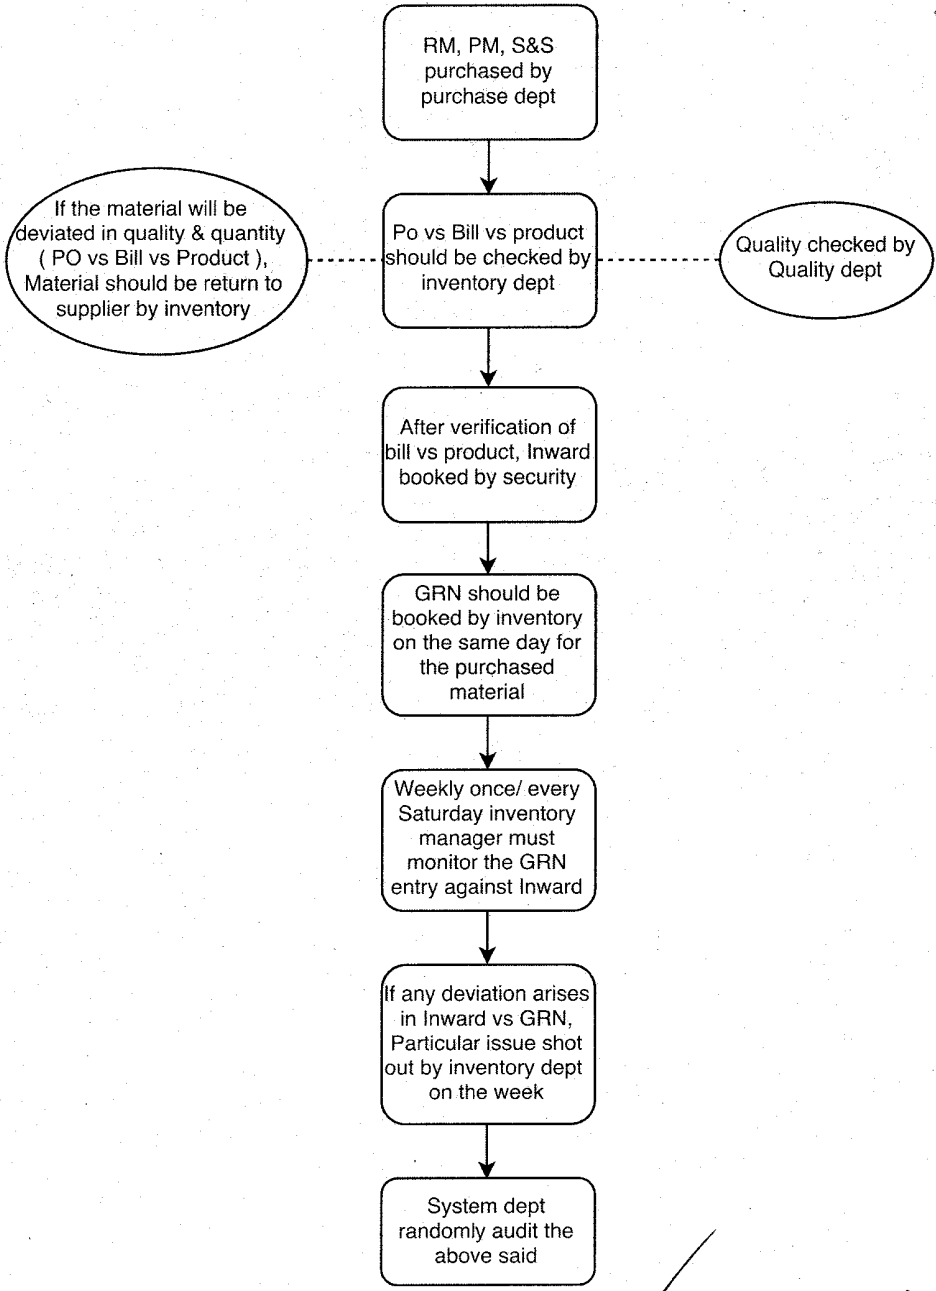 RM, PM, S&S
purchased by
purchase dept
If the material will be
deviated in quality & quantity
( PO vs Bill vs Product ),
Material should be return to
supplier by inventory
Po vs Bill vs product
should be checked by
inventory dept
Quality checked by
Quality dept
After verification of
bill vs product, Inward
booked by security
GRN should be
booked by inventory
on the same day for
the purchased
material
Weekly once/ every
Saturday inventory
manager must
monitor the GRN
entry against Inward
If any deviation arises
in Inward vs GRN,
Particular issue shot
out by inventory dept
on the week
System dept
randomly audit the
above said